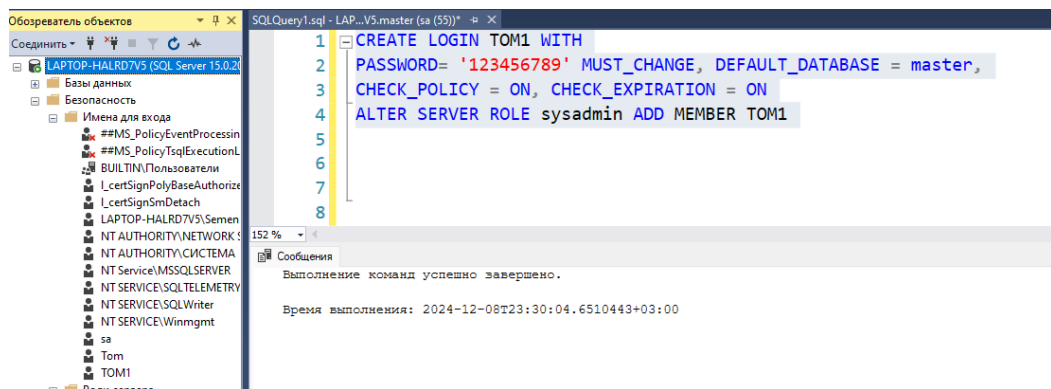 Обозреватель объектов
Соединить
LAPTOP-HALRD7V5 (SQL Server 15.0.20
Базы данных
Безопасность
Имена для входа
##MS_PolicyEventProcessin
##MS_PolicyTsqlExecutionL
BUILTIN\Пользователи
l_certSignPolyBaseAuthorize
l_certSignSmDetach
LAPTOP-HALRD7V5\Semen
NT AUTHORITY\NETWORK S
NT AUTHORITY\СИСТЕМА
NT Service\MSSQLSERVER
NT SERVICE\SQLTELEMETRY
NT SERVICE\SQLWriter
NT SERVICE\Winmgmt
sa
Tom
TOM1
SQLQuery1.sql - LAP...V5.master (sa (55))*
1 CREATE LOGIN TOM1 WITH
2 PASSWORD= '123456789' MUST_CHANGE, DEFAULT_DATABASE = master,
3 CHECK_POLICY = ON, CHECK_EXPIRATION = ON
4 ALTER SERVER ROLE sysadmin ADD MEMBER TOM1
5
6
7
8
152 %
Сообщения
Выполнение команд успешно завершено.
Время выполнения: 2024-12-08T23:30:04.6510443+03:00